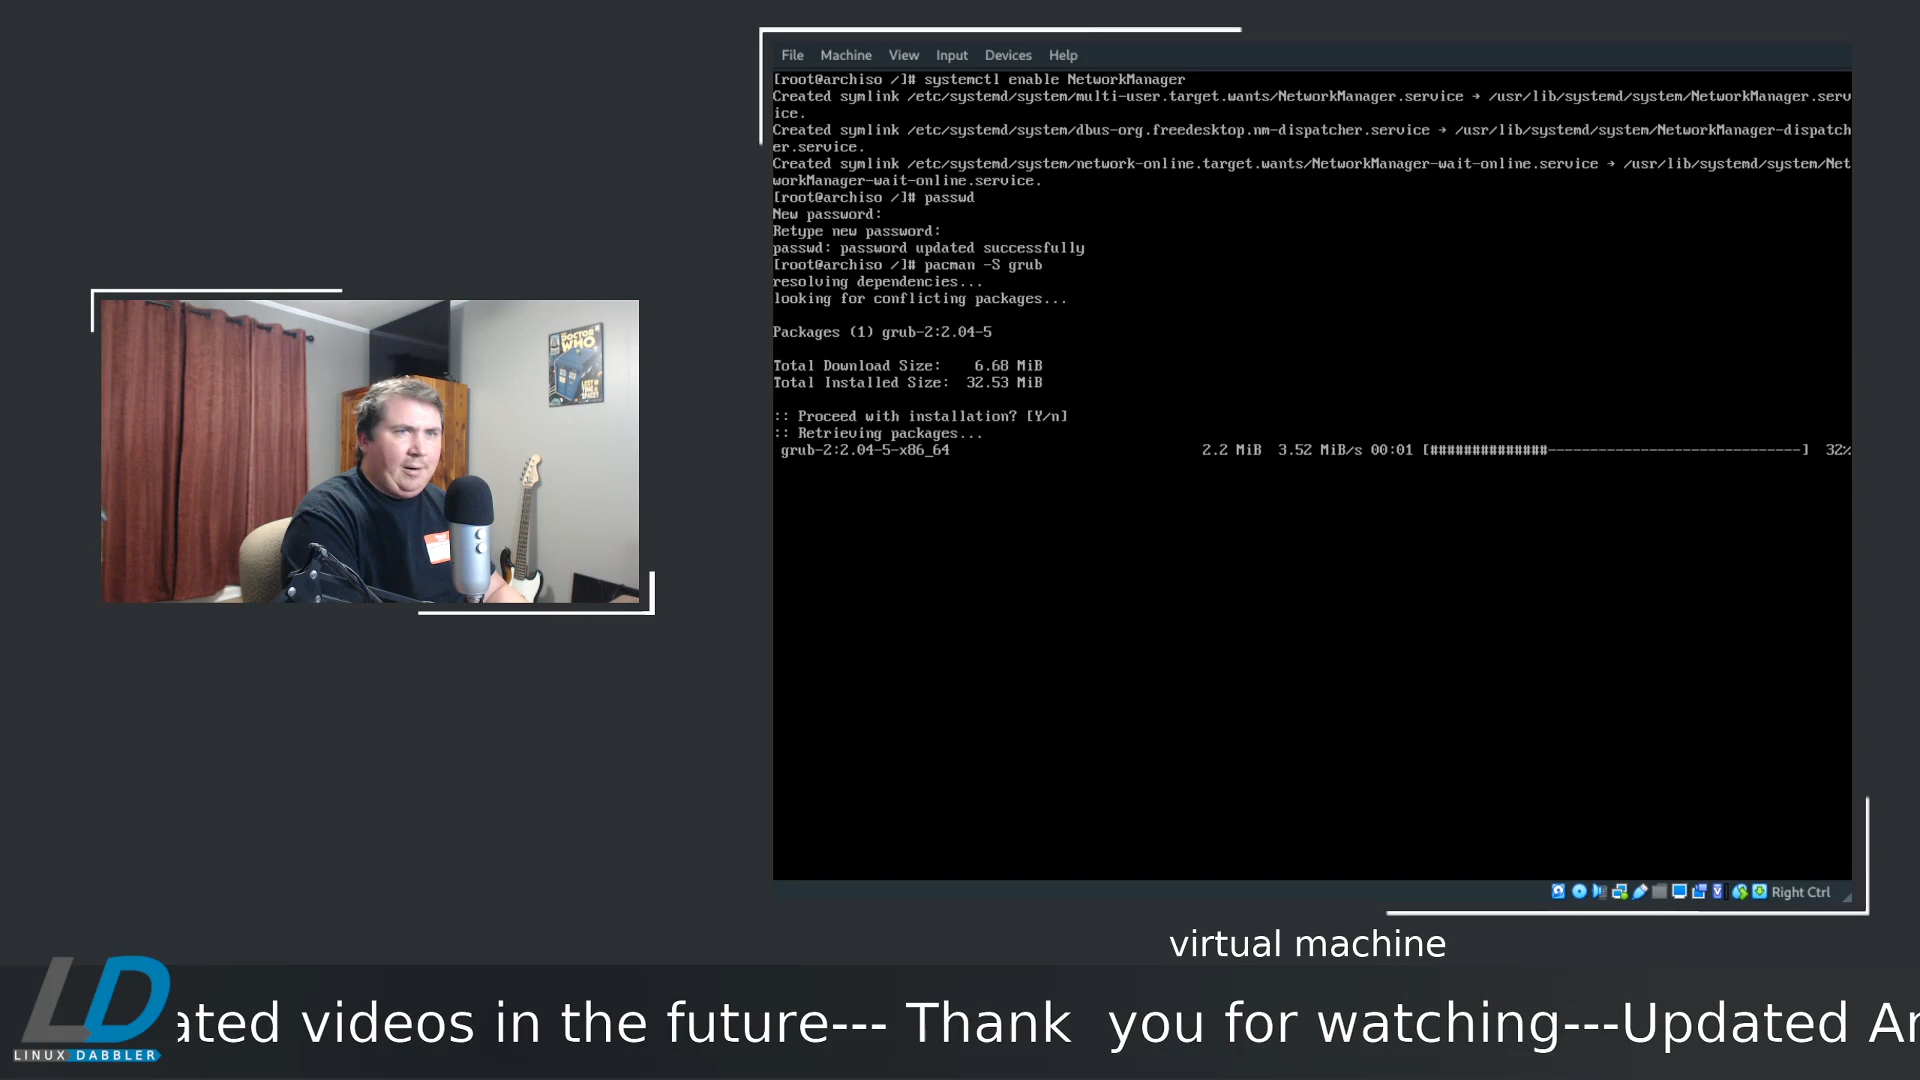 File Machine View Input Devices Help
[root@archiso /]# systemctl enable NetworkManager
Created symlink /etc/systemd/system/multi-user.target.wants/NetworkManager.service → /usr/lib/systemd/system/NetworkManager.serv
ice.
Created symlink /etc/systemd/system/dbus-org.freedesktop.nm-dispatcher.service → /usr/lib/systemd/system/NetworkManager-dispatch
er.service.
Created symlink /etc/systemd/system/network-online.target.wants/NetworkManager-wait-online.service → /usr/lib/systemd/system/Net
workManager-wait-online.service.
[root@archiso /]# passwd
New password:
Retype new password:
passwd: password updated successfully
[root@archiso /]# pacman -S grub
resolving dependencies...
looking for conflicting packages...
Packages (1) grub-2:2.04-5
Total Download Size: 6.68 MiB
Total Installed Size: 32.53 MiB
:: Proceed with installation? [Y/n]
:: Retrieving packages...
grub-2:2.04-5-x86_64 2.2 MiB 3.52 MiB/s 00:01 [##############------------------------------] 32%
DOCTOR
WHO
LOST IN
TIME &
SPACE!
Right Ctrl
virtual machine
LD
LINUX DABBLER
ated videos in the future--- Thank you for watching---Updated Ar